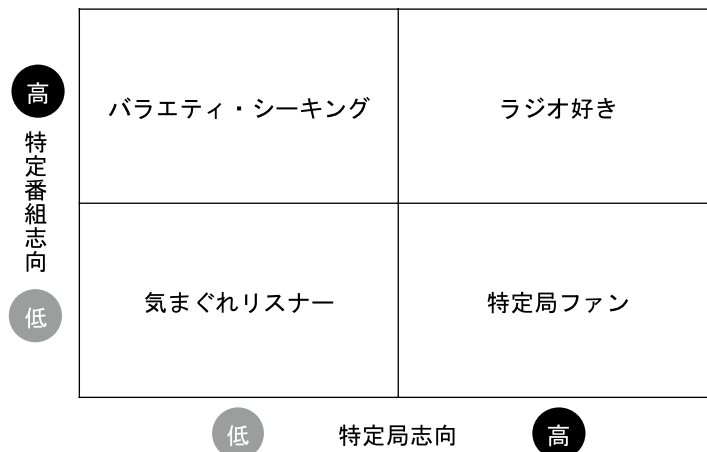 高
特定番組志向
低
バラエティ・シーキング
ラジオ好き
気まぐれリスナー
特定局ファン
低
特定局志向
高